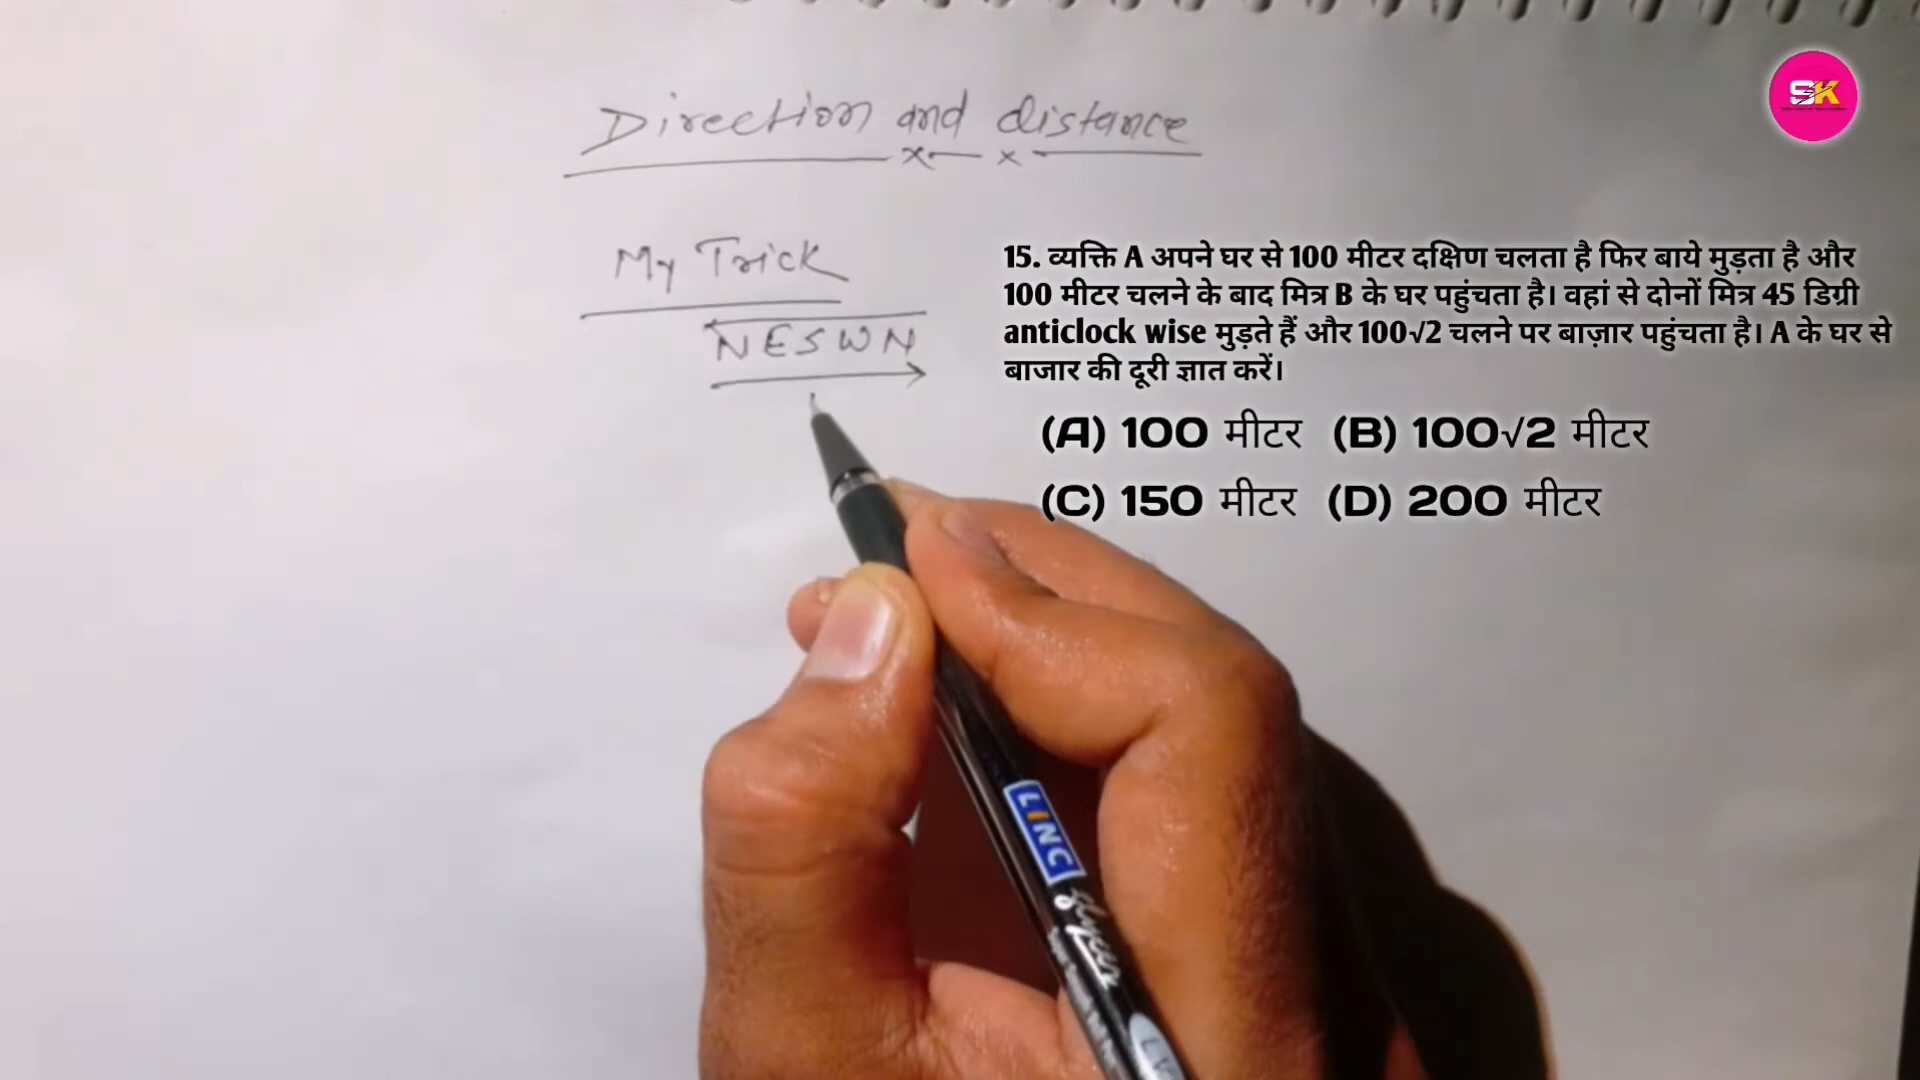 Direction and distance
My Trick
NESWN
SK
15. व्यक्ति A अपने घर से 100 मीटर दक्षिण चलता है फिर बाये मुड़ता है और
100 मीटर चलने के बाद मित्र B के घर पहुंचता है। वहां से दोनों मित्र 45 डिग्री
anticlock wise मुड़ते हैं और 100√2 चलने पर बाज़ार पहुंचता है। A के घर से
बाजार की दूरी ज्ञात करें।
(A) 100 मीटर (B) 100√2 मीटर
(C) 150 मीटर (D) 200 मीटर
LINC